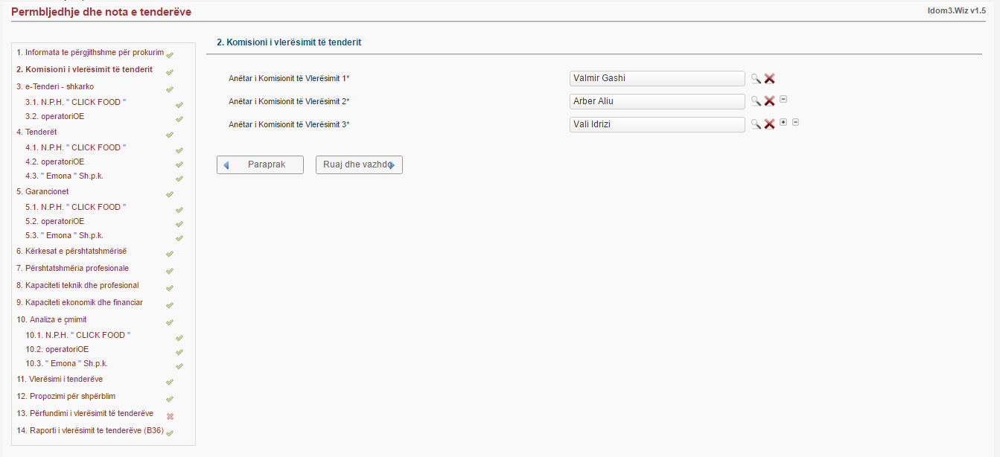 Permbljedhje dhe nota e tenderëve
Idom3.Wiz v1.5
1. Informata te përgjithshme për prokurim
2. Komisioni i vlerësimit të tenderit
3. e-Tenderi - shkarko
3.1. N.P.H. " CLICK FOOD "
3.2. operatoriOE
4. Tenderët
4.1. N.P.H. " CLICK FOOD "
4.2. operatoriOE
4.3. " Emona " Sh.p.k.
5. Garancionet
5.1. N.P.H. " CLICK FOOD "
5.2. operatoriOE
5.3. " Emona " Sh.p.k.
6. Kërkesat e përshtatshmërisë
7. Përshtatshmëria profesionale
8. Kapaciteti teknik dhe profesional
9. Kapaciteti ekonomik dhe financiar
10. Analiza e çmimit
10.1. N.P.H. " CLICK FOOD "
10.2. operatoriOE
10.3. " Emona " Sh.p.k.
11. Vlerësimi i tenderëve
12. Propozimi për shpërblim
13. Përfundimi i vlerësimit të tenderëve
14. Raporti i vlerësimit te tenderëve (B36)
2. Komisioni i vlerësimit të tenderit
Anëtar i Komisionit të Vlerësimit 1* Valmir Gashi
Anëtar i Komisionit të Vlerësimit 2* Arber Aliu
Anëtar i Komisionit të Vlerësimit 3* Vali Idrizi
Paraprak Ruaj dhe vazhdo